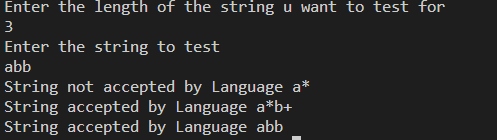 Enter the length of the string u want to test for
3
Enter the string to test
abb
String not accepted by Language a*
String accepted by Language a*b+
String accepted by Language abb